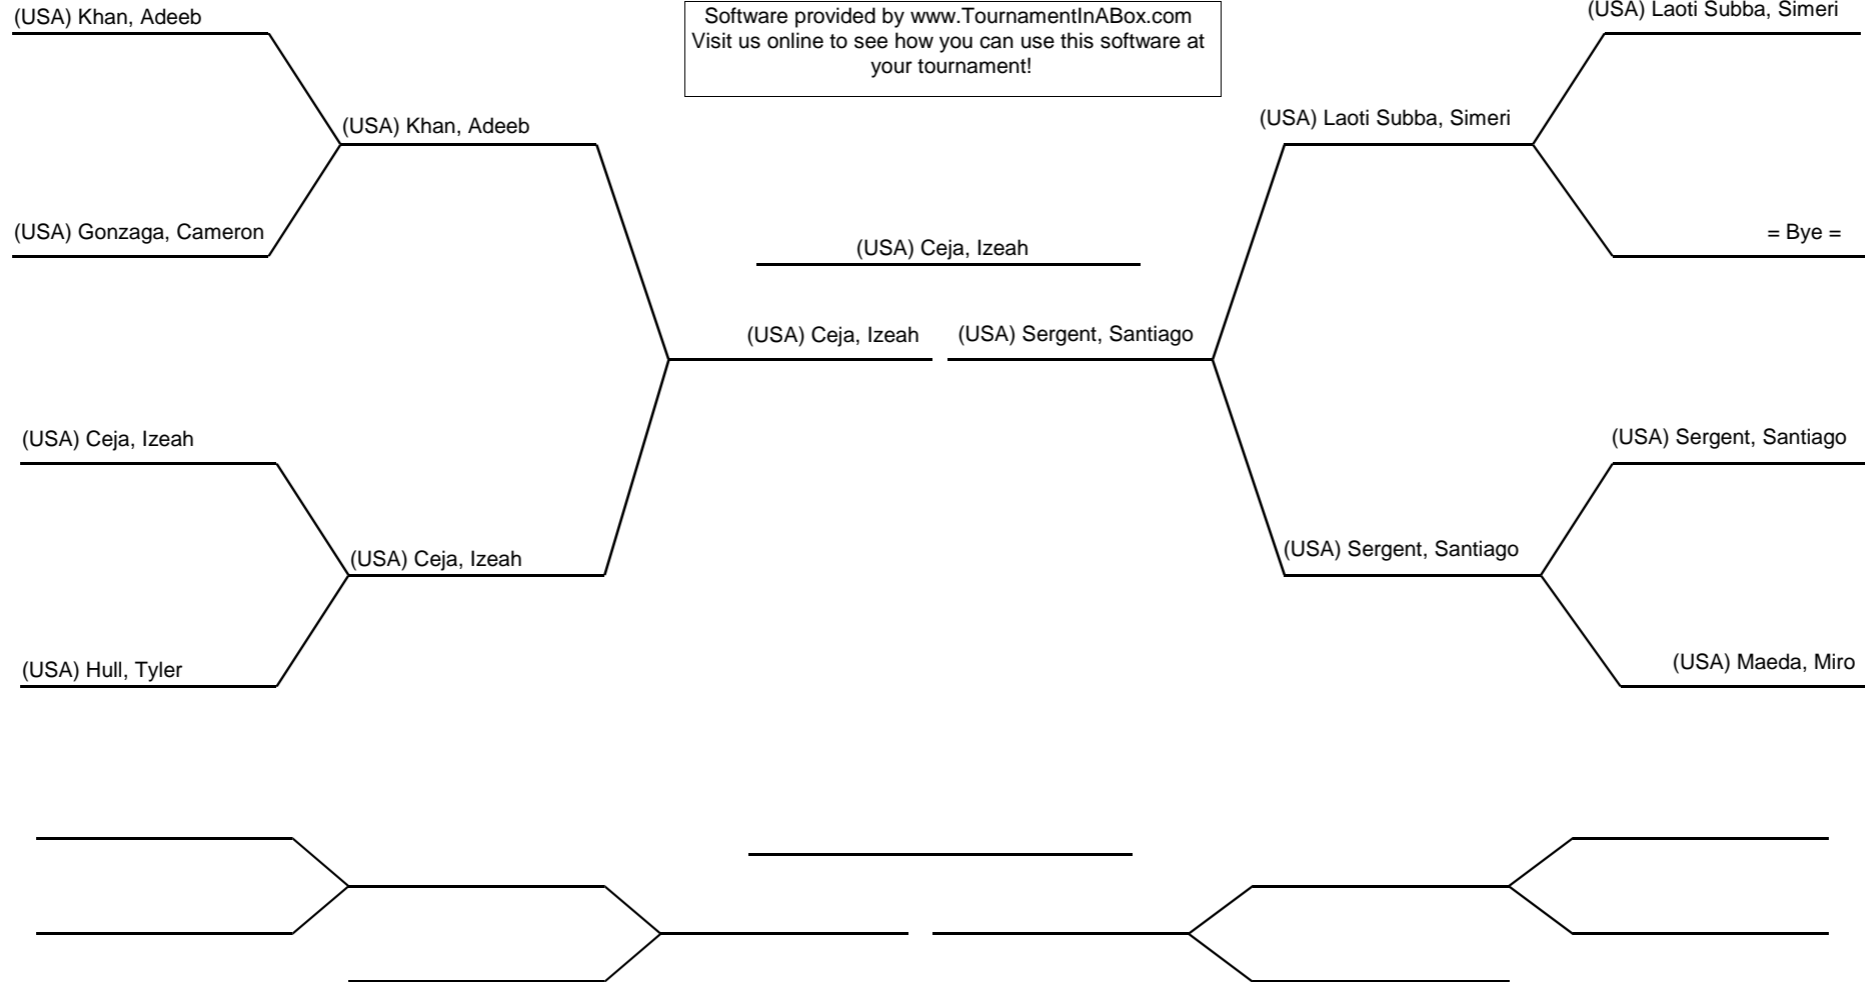 (USA) Khan, Adeeb
Software provided by www.TournamentInABox.com
Visit us online to see how you can use this software at
your tournament!
(USA) Laoti Subba, Simeri
(USA) Khan, Adeeb
(USA) Laoti Subba, Simeri
(USA) Gonzaga, Cameron
(USA) Ceja, Izeah
= Bye =
(USA) Ceja, Izeah
(USA) Sergent, Santiago
(USA) Ceja, Izeah
(USA) Sergent, Santiago
(USA) Ceja, Izeah
(USA) Sergent, Santiago
(USA) Hull, Tyler
(USA) Maeda, Miro